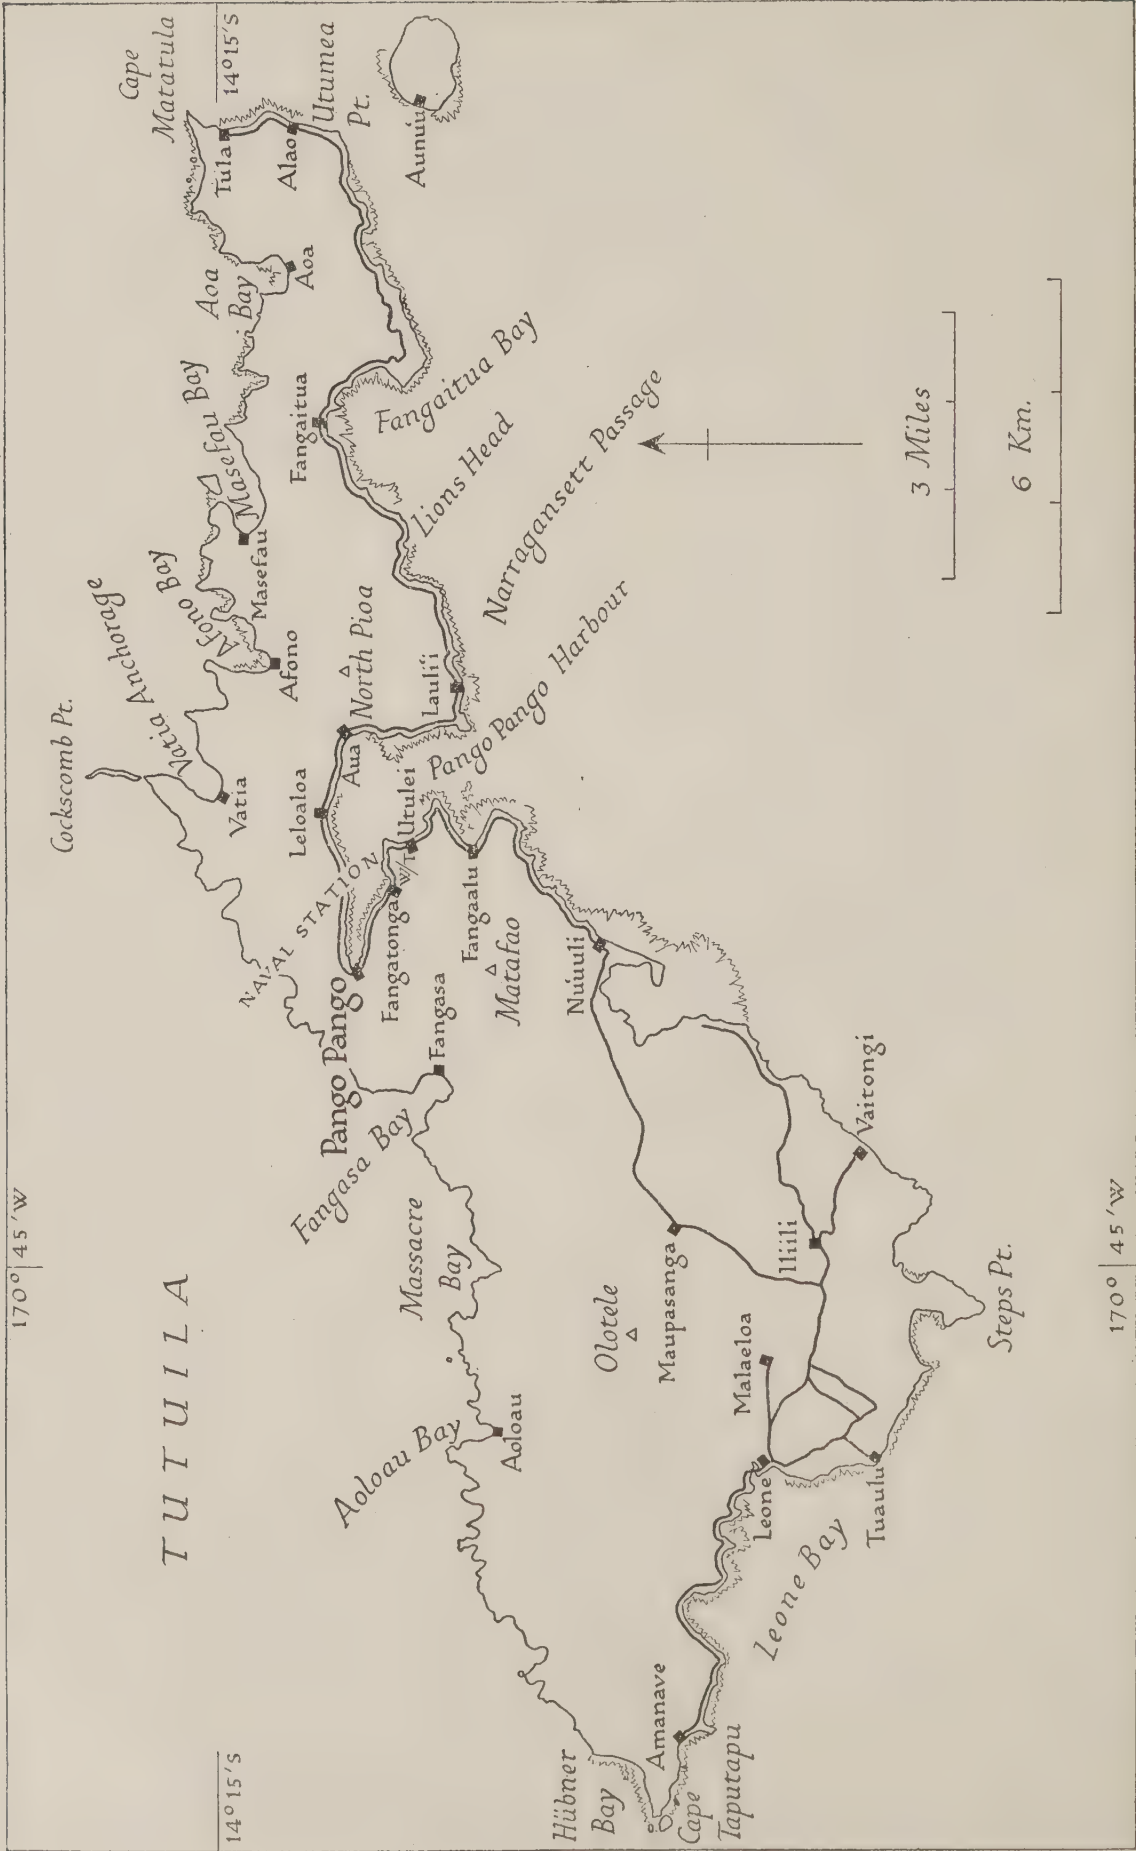 TUTUILA
170° 45′W
14° 15′S
14° 15′S
170° 45′W
Cockscomb Pt.
Vatia Anchorage
Vatia
Afono Bay
Afono
Masefau Bay
Masefau
Aoa
Bay
Aoa
Cape
Matatula
Tula
Alao
Utumea
Pt.
Aunuu
Fangaitua
Fangaitua Bay
Lions Head
Narragansett Passage
North Pioa
Lauli'i
Aua
Leloaloa
Pango Pango Harbour
NAVAL STATION
Pango Pango
Utulei
W/T
Fangatonga
Fangaalu
Matafao
Fangasa
Fangasa Bay
Massacre
Bay
Aoloau Bay
Aoloau
Nu'uuli
Olotele
Maupasanga
Malaeloa
Iliili
Vaitongi
Steps Pt.
Leone
Tuaulu
Leone Bay
Hübner
Bay
Amanave
Cape
Taputapu
3 Miles
6 Km.